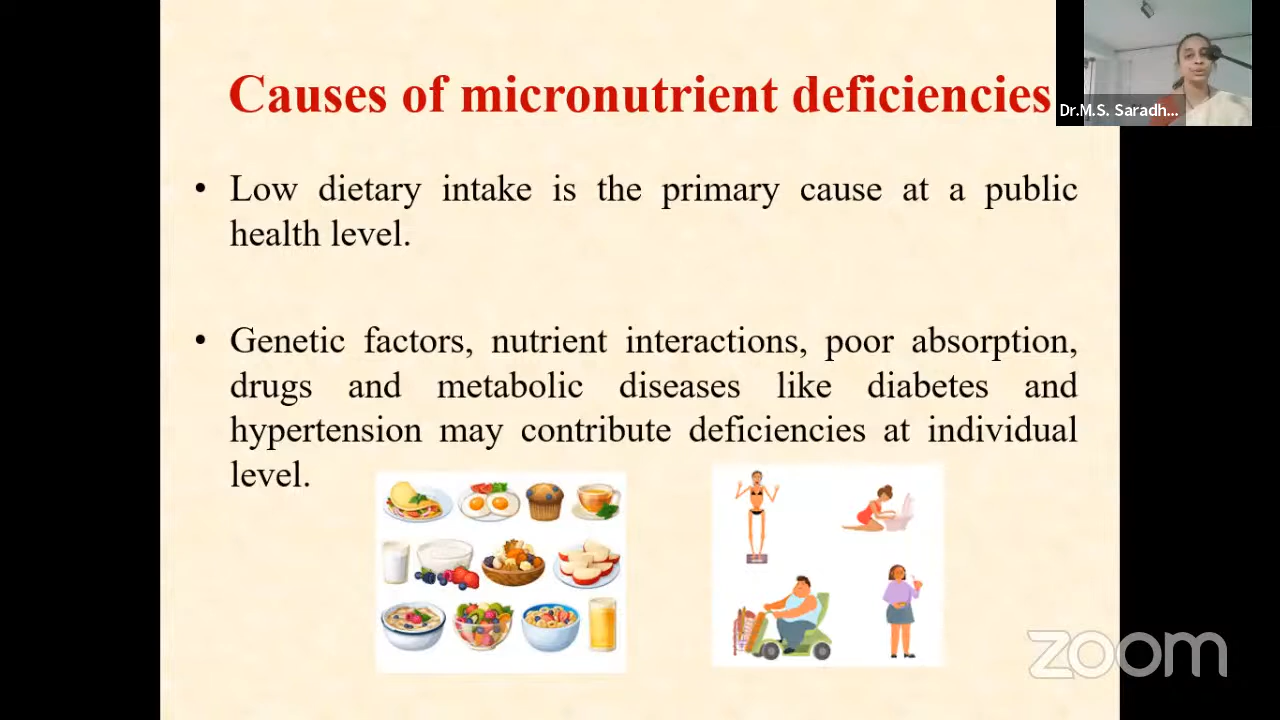 Causes of micronutrient deficiencies
Dr.M.S. Saradh...
• Low dietary intake is the primary cause at a public
health level.
• Genetic factors, nutrient interactions, poor absorption,
drugs and metabolic diseases like diabetes and
hypertension may contribute deficiencies at individual
level.
zoom